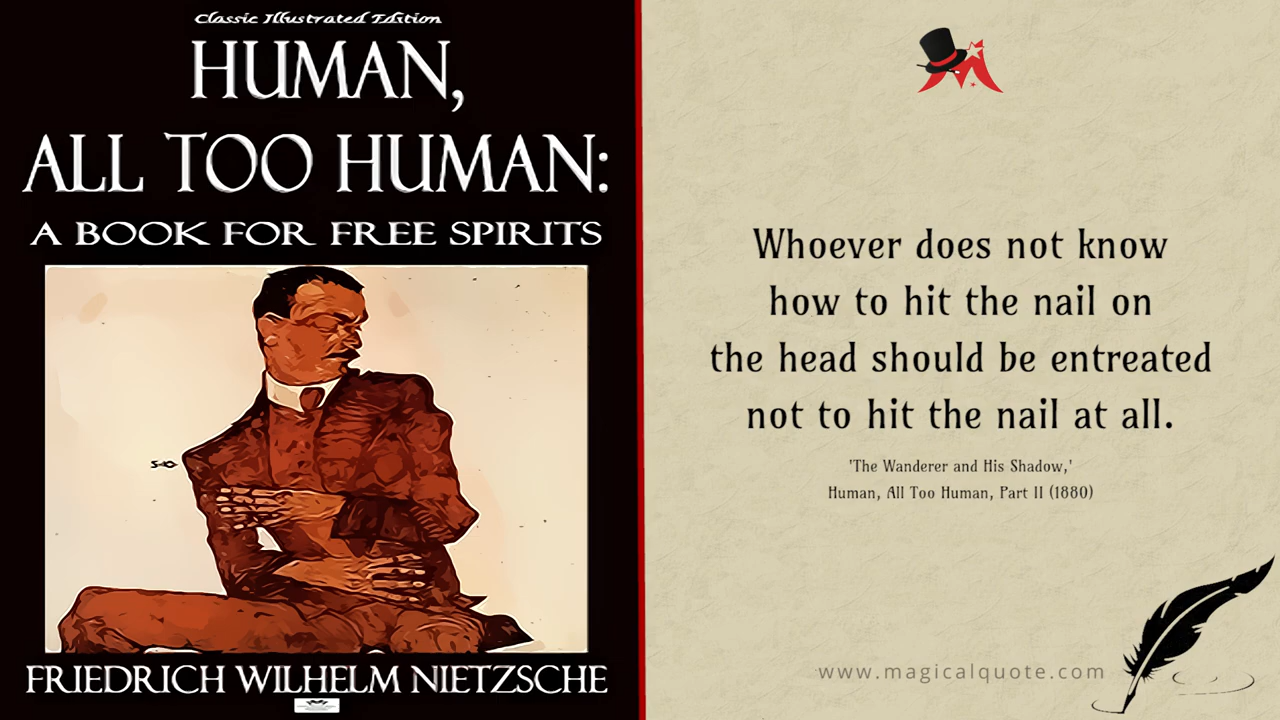 Classic Illustrated Edition
HUMAN,
ALL TOO HUMAN:
A BOOK FOR FREE SPIRITS
FRIEDRICH WILHELM NIETZSCHE
Whoever does not know
how to hit the nail on
the head should be entreated
not to hit the nail at all.
'The Wanderer and His Shadow,'
Human, All Too Human, Part II (1880)
www.magicalquote.com